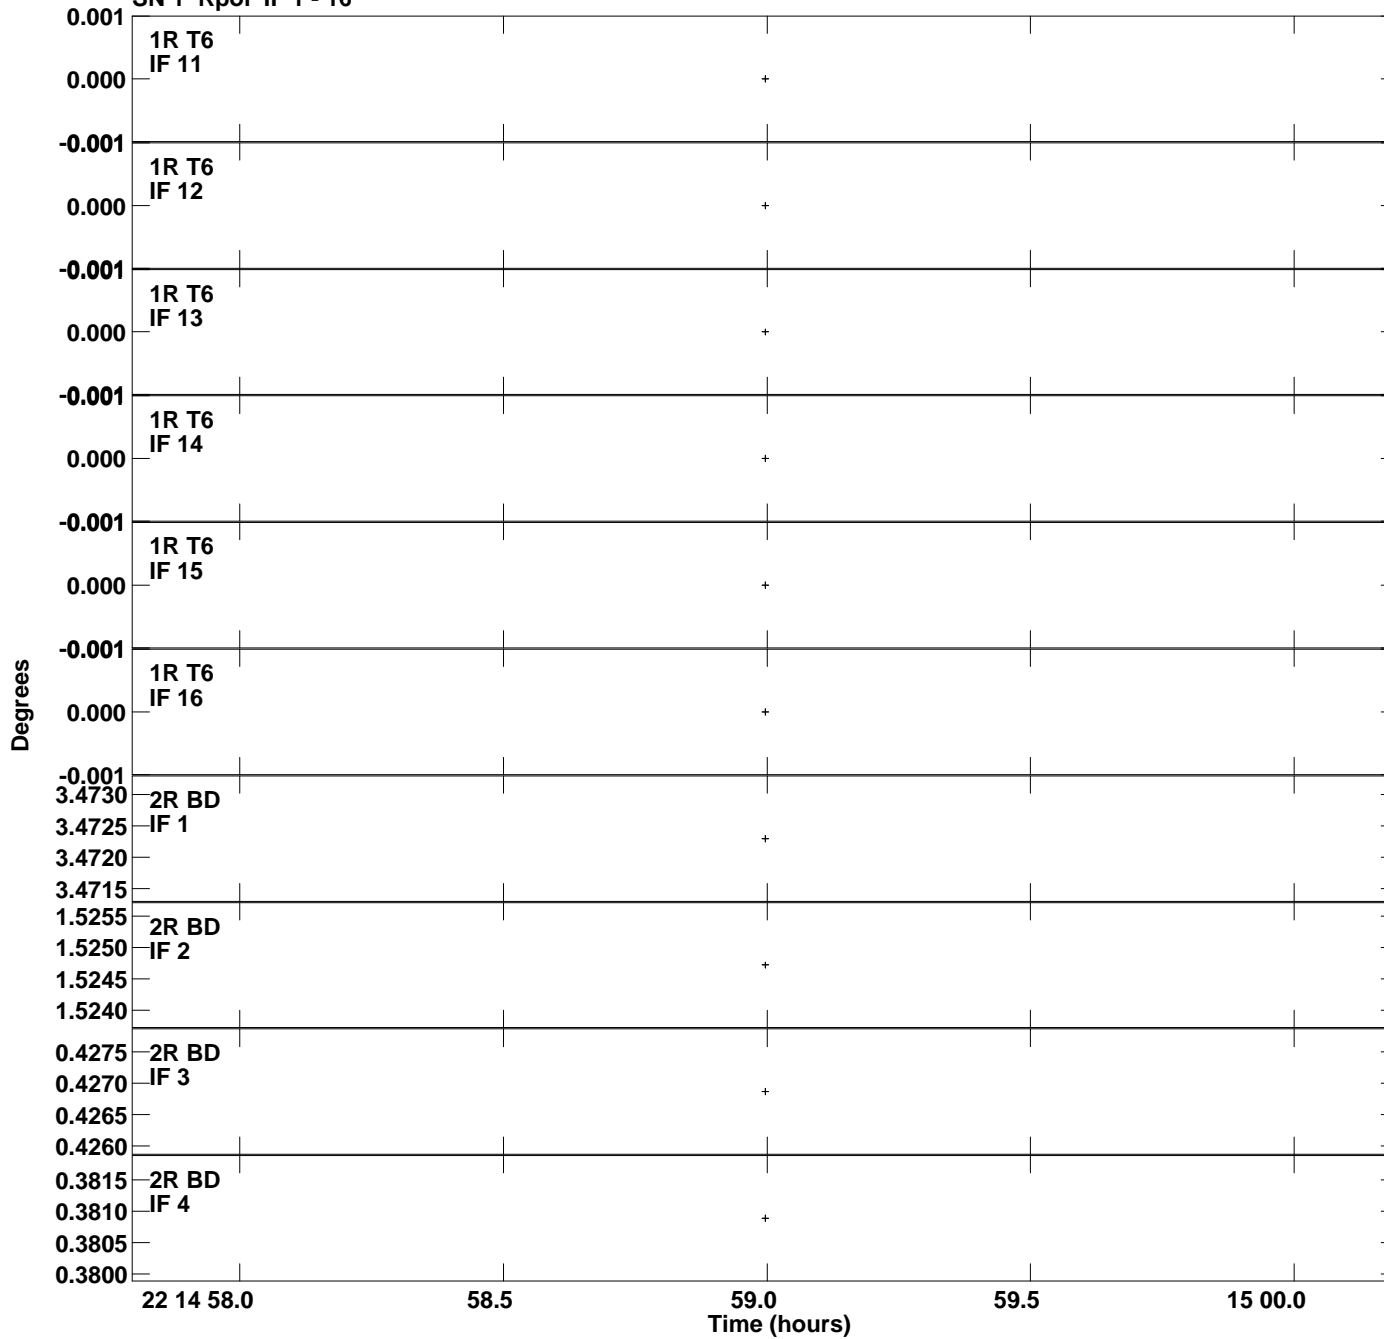 SN 1 Rpol IF 1 - 16
0.001
1R T6
IF 11
0.000
-0.001
1R T6
IF 12
0.000
-0.001
1R T6
IF 13
0.000
-0.001
1R T6
IF 14
0.000
-0.001
1R T6
IF 15
0.000
-0.001
1R T6
IF 16
0.000
-0.001
Degrees
3.4730
2R BD
IF 1
3.4725
3.4720
3.4715
1.5255
2R BD
IF 2
1.5250
1.5245
1.5240
0.4275
2R BD
IF 3
0.4270
0.4265
0.4260
0.3815
2R BD
IF 4
0.3810
0.3805
0.3800
22 14 58.0 58.5 59.0 59.5 15 00.0
Time (hours)